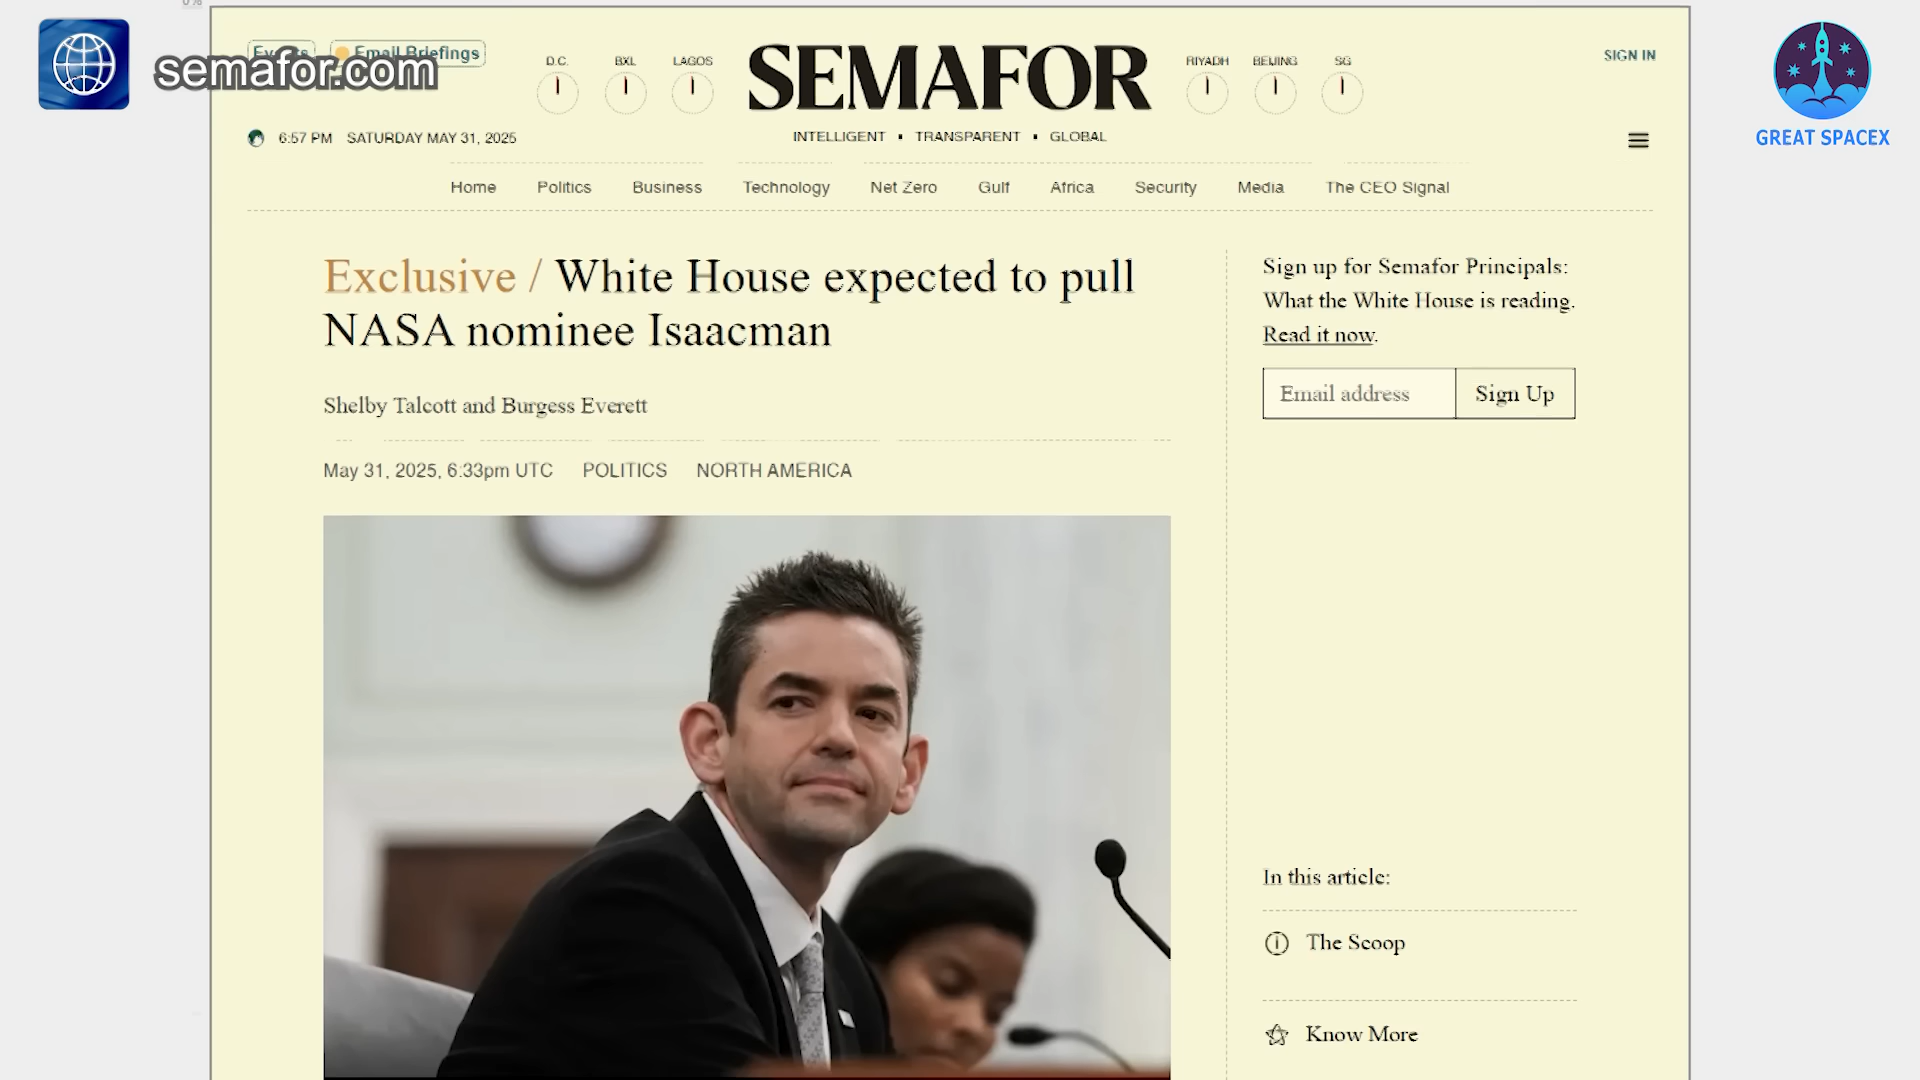 0%
semafor.com
Events
Email Briefings
D.C.
BXL
LAGOS
SEMAFOR
RIYADH
BEIJING
SG
SIGN IN
GREAT SPACEX
6:57 PM SATURDAY MAY 31, 2025
INTELLIGENT ▪ TRANSPARENT ▪ GLOBAL
Home Politics Business Technology Net Zero Gulf Africa Security Media The CEO Signal
Exclusive / White House expected to pull
NASA nominee Isaacman
Shelby Talcott and Burgess Everett
May 31, 2025, 6:33pm UTC POLITICS NORTH AMERICA
Sign up for Semafor Principals:
What the White House is reading.
Read it now.
Email address
Sign Up
In this article:
The Scoop
Know More